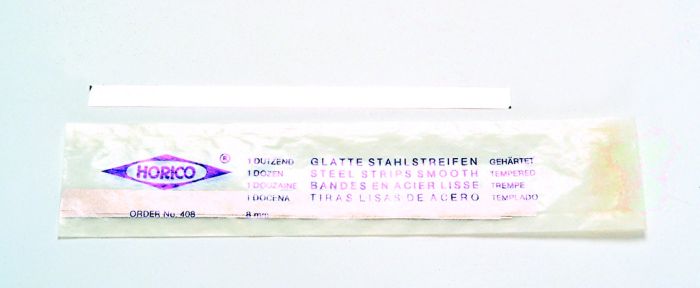 HORICO ®
1 DUTZEND GLATTE STAHLSTREIFEN GEHÄRTET
1 DOZEN STEEL STRIPS SMOOTH TEMPERED
1 DOUZAINE BANDES EN ACIER LISSE TREMPE
1 DOCENA TIRAS LISAS DE ACERO TEMPLADO
ORDER No. 408 8 mm